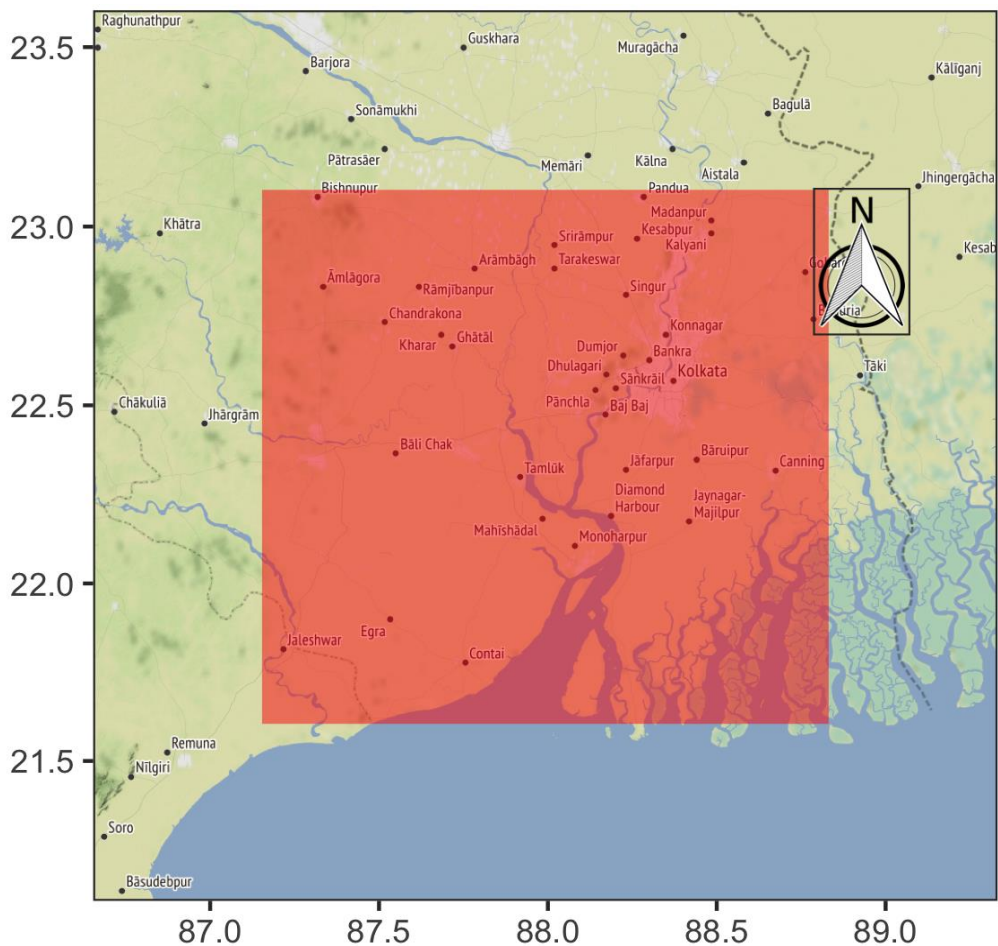 Raghunathpur
23.5
Guskhara
Muragācha
Barjora
Kālīganj
Sonāmukhi
Bagulā
Pātrasāer
Memāri
Kālna
Aistala
Jhingergācha
Bishnupur
Pandua
N
Madanpur
Khātra
23.0
Srirāmpur
Kesabpur
Kalyani
Kesab
Arāmbāgh
Tarakeswar
Āmlāgora
Rāmjībanpur
Singur
Chandrakona
Konnagar
Kharar
Ghātāl
Dumjor
Bankra
Dhulagari
Kolkata
Tāki
Sānkrāil
22.5
Chākuliā
Pānchla
Baj Baj
Jhārgrām
Bāli Chak
Bāruipur
Tamlūk
Jāfarpur
Canning
Diamond
Harbour
Jaynagar-
Majilpur
Mahīshādal
Monoharpur
22.0
Egra
Jaleshwar
Contai
Remuna
21.5
Nīlgiri
Soro
Bāsudebpur
87.0
87.5
88.0
88.5
89.0